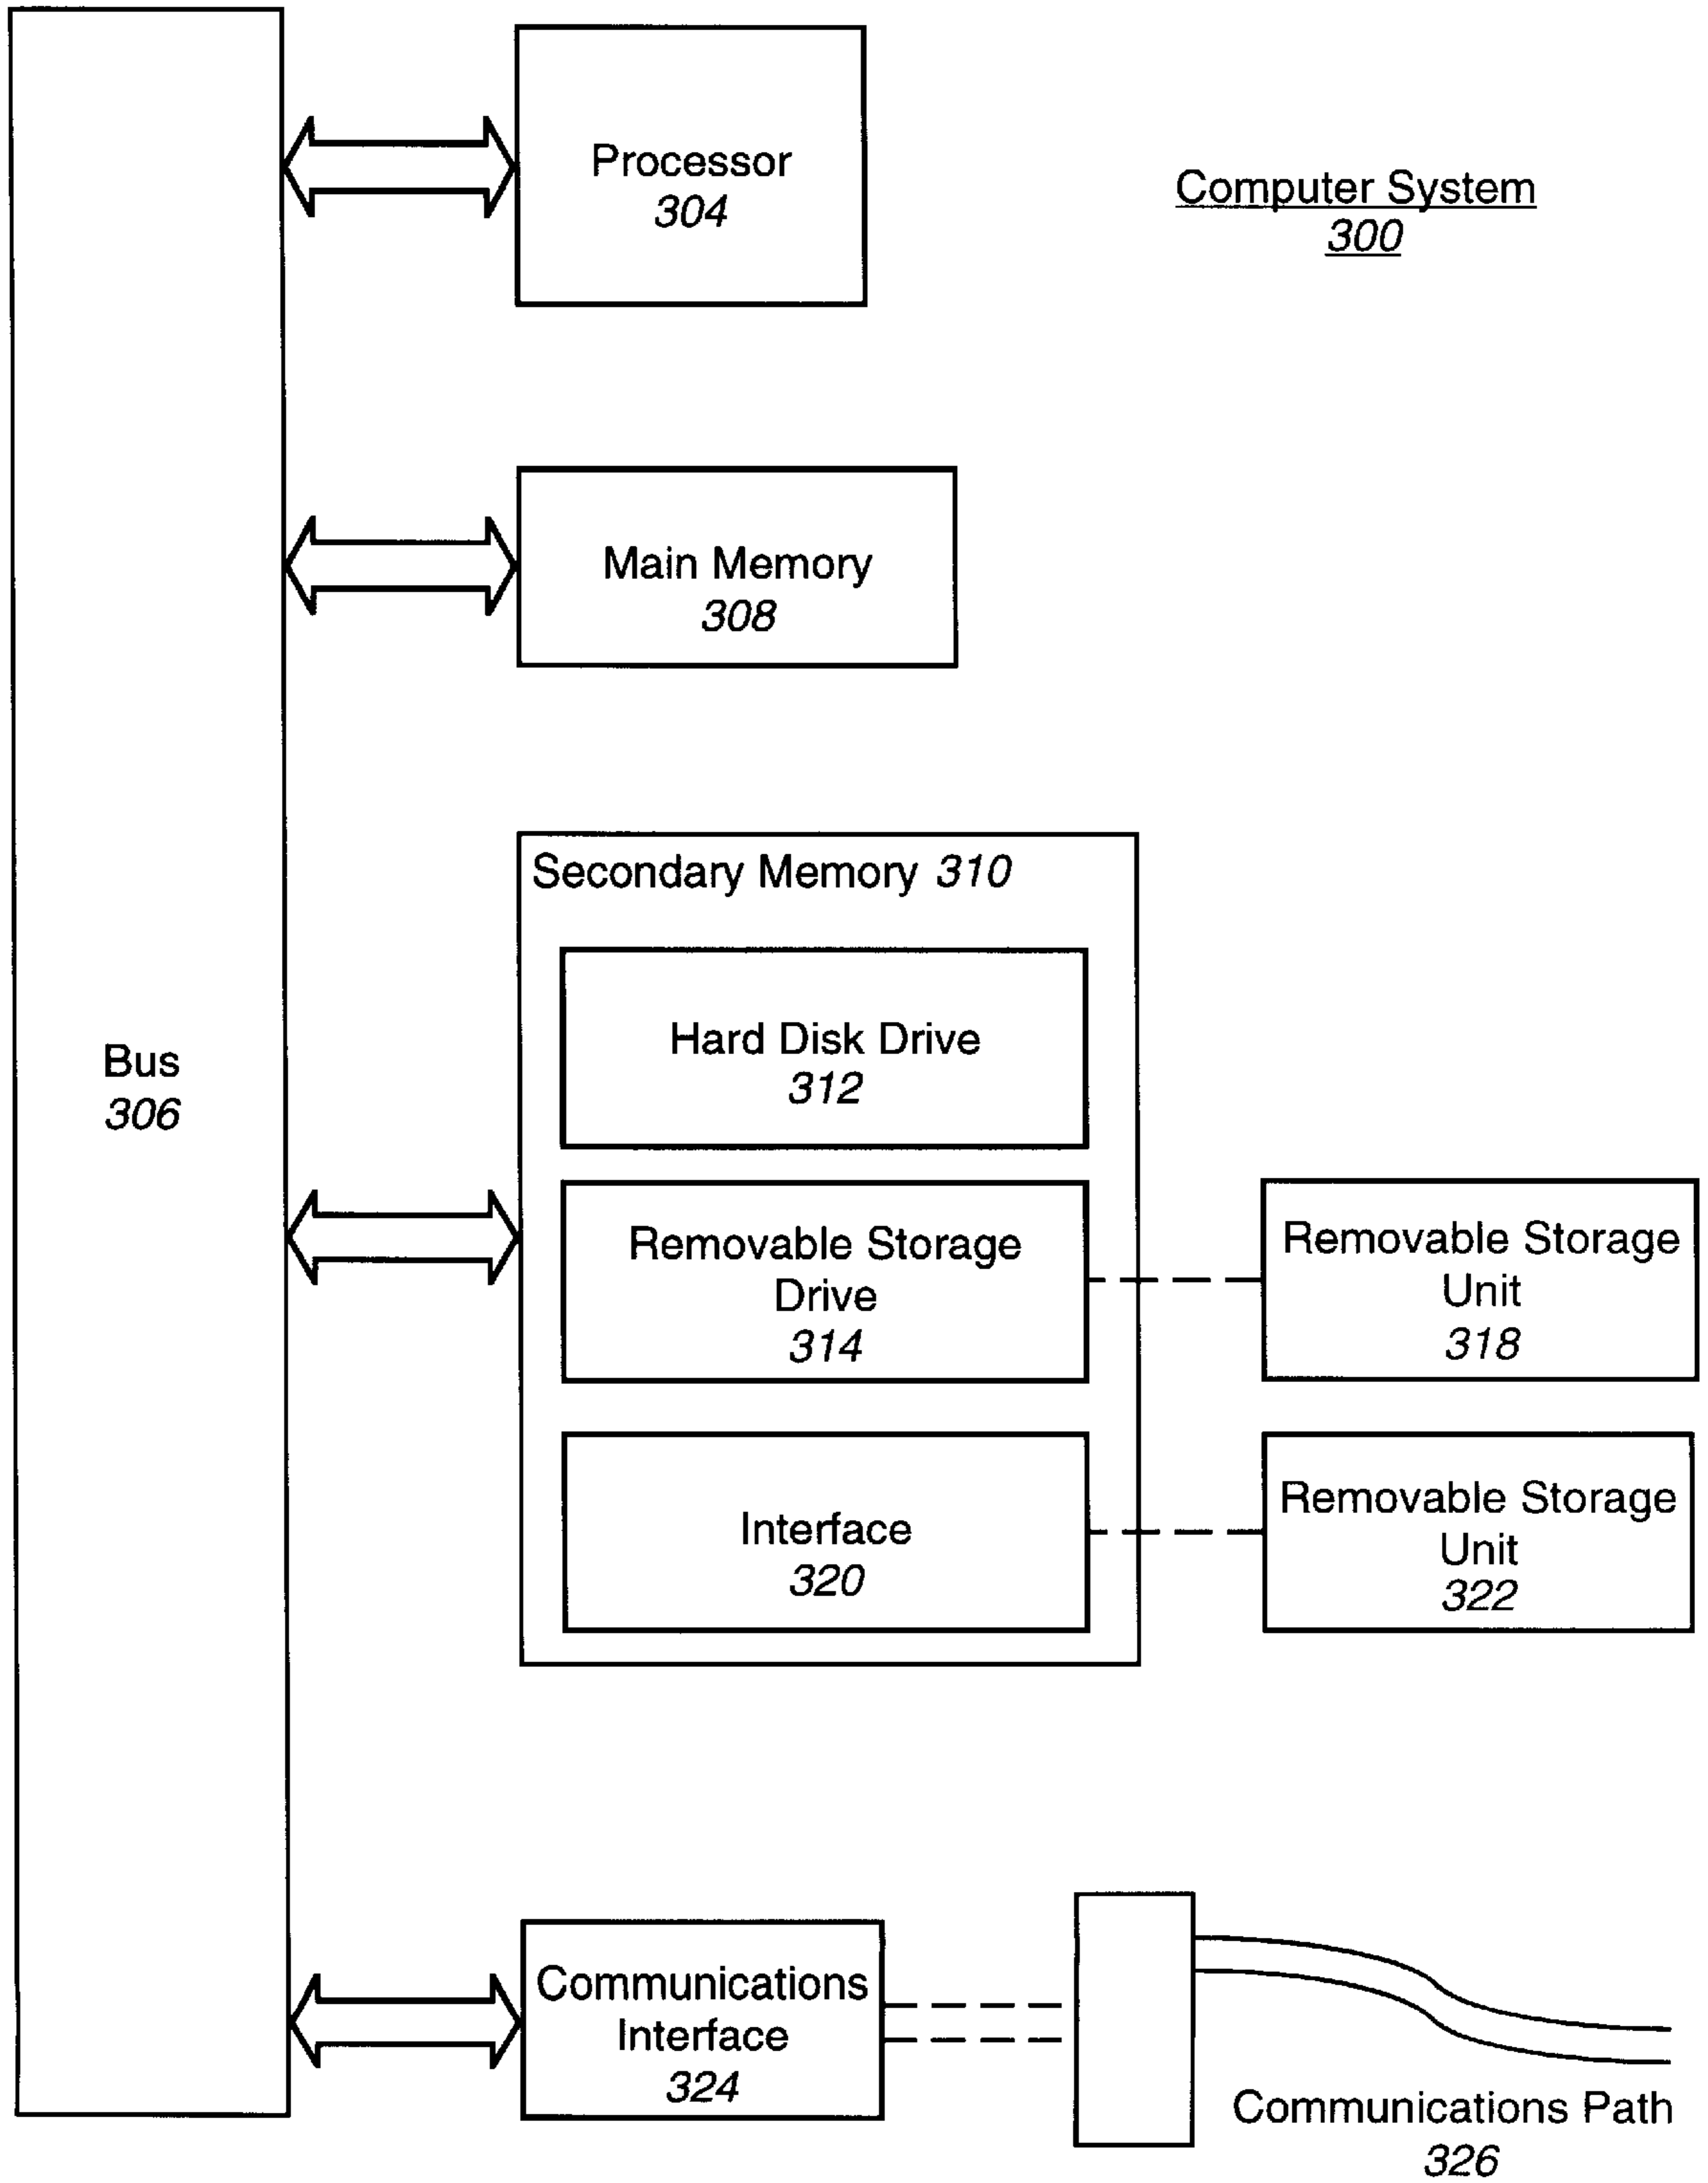 Processor
304
Computer System
300
Main Memory
308
Secondary Memory 310
Hard Disk Drive
312
Bus
306
Removable Storage
Drive
314
Removable Storage
Unit
318
Interface
320
Removable Storage
Unit
322
Communications
Interface
324
Communications Path
326